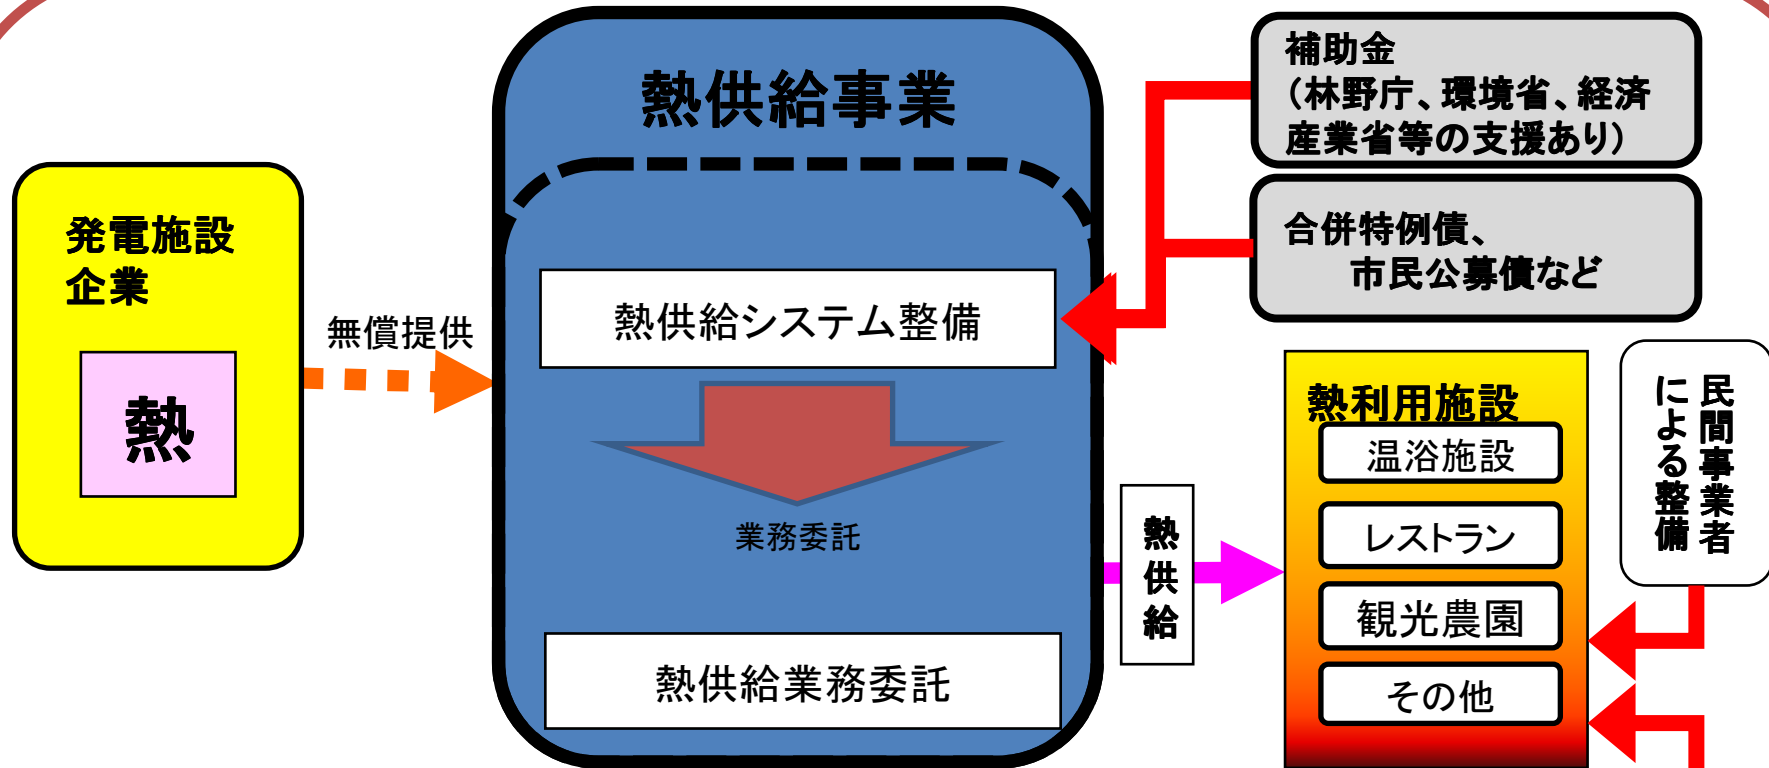 熱供給事業
補助金
（林野庁、環境省、経済
産業省等の支援あり）
合併特例債、
市民公募債など
発電施設
企業
熱
無償提供
熱供給システム整備
業務委託
熱供給業務委託
熱供給
熱利用施設
温浴施設
レストラン
観光農園
その他
民間事業者
による整備